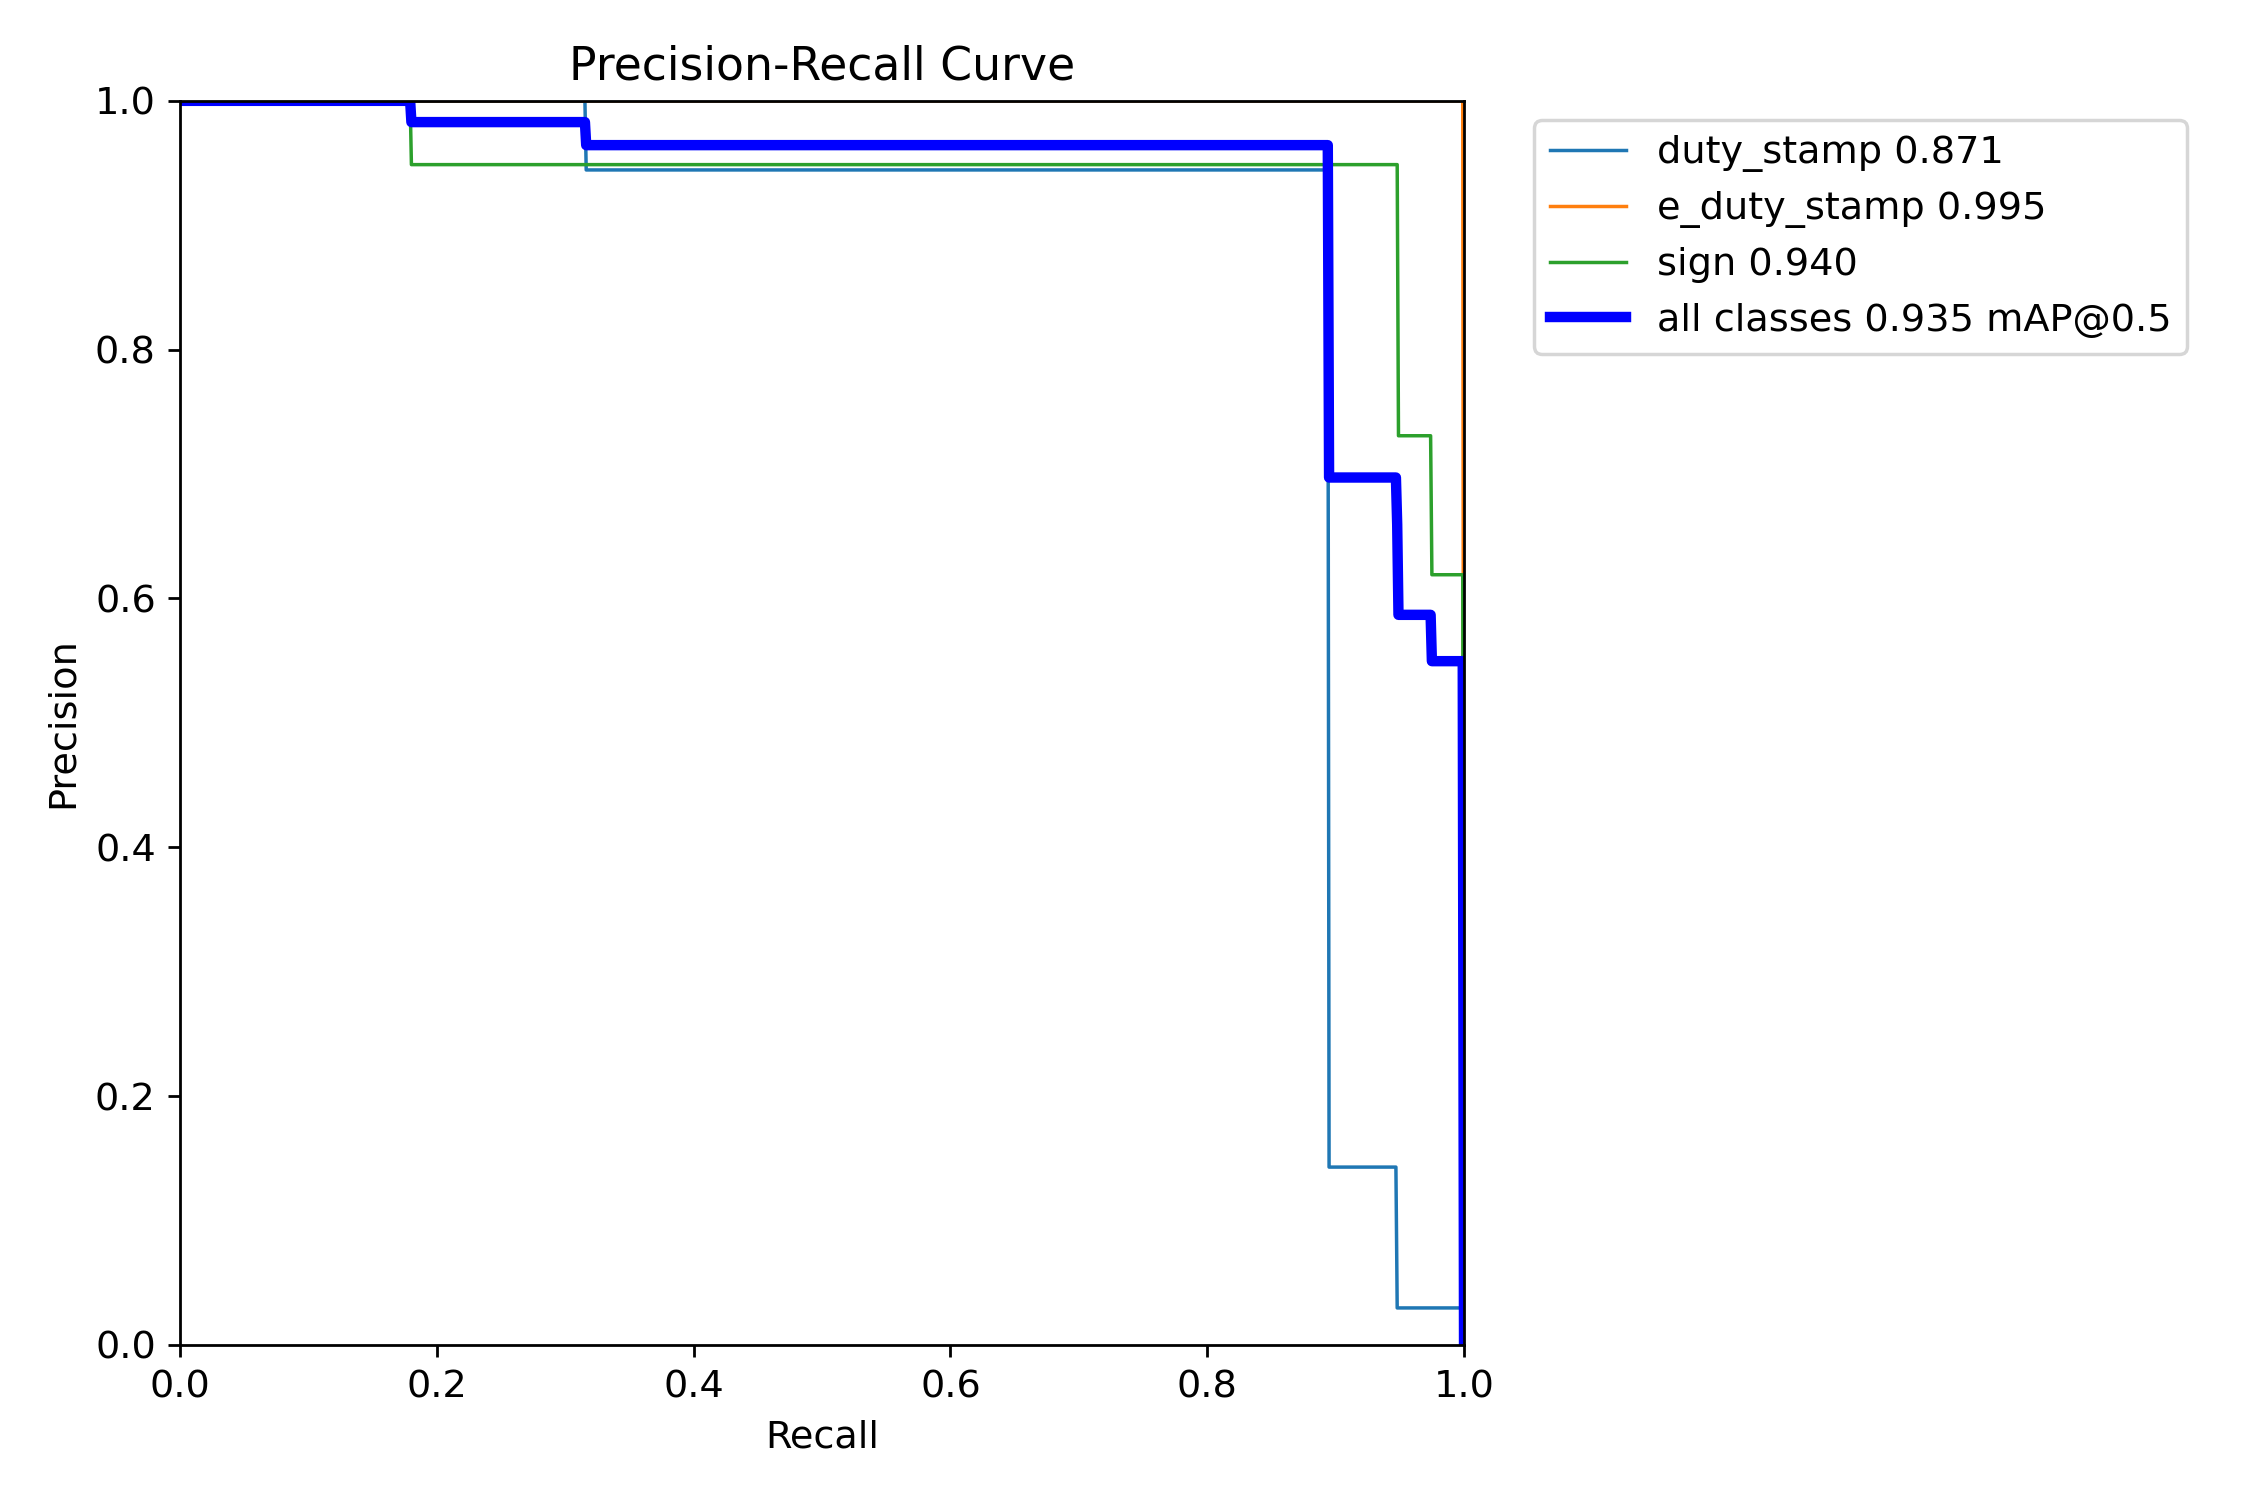 Precision-Recall Curve
1.0
0.8
0.6
0.4
0.2
0.0
Precision
0.0 0.2 0.4 0.6 0.8 1.0
Recall
duty_stamp 0.871
e_duty_stamp 0.995
sign 0.940
all classes 0.935 mAP@0.5